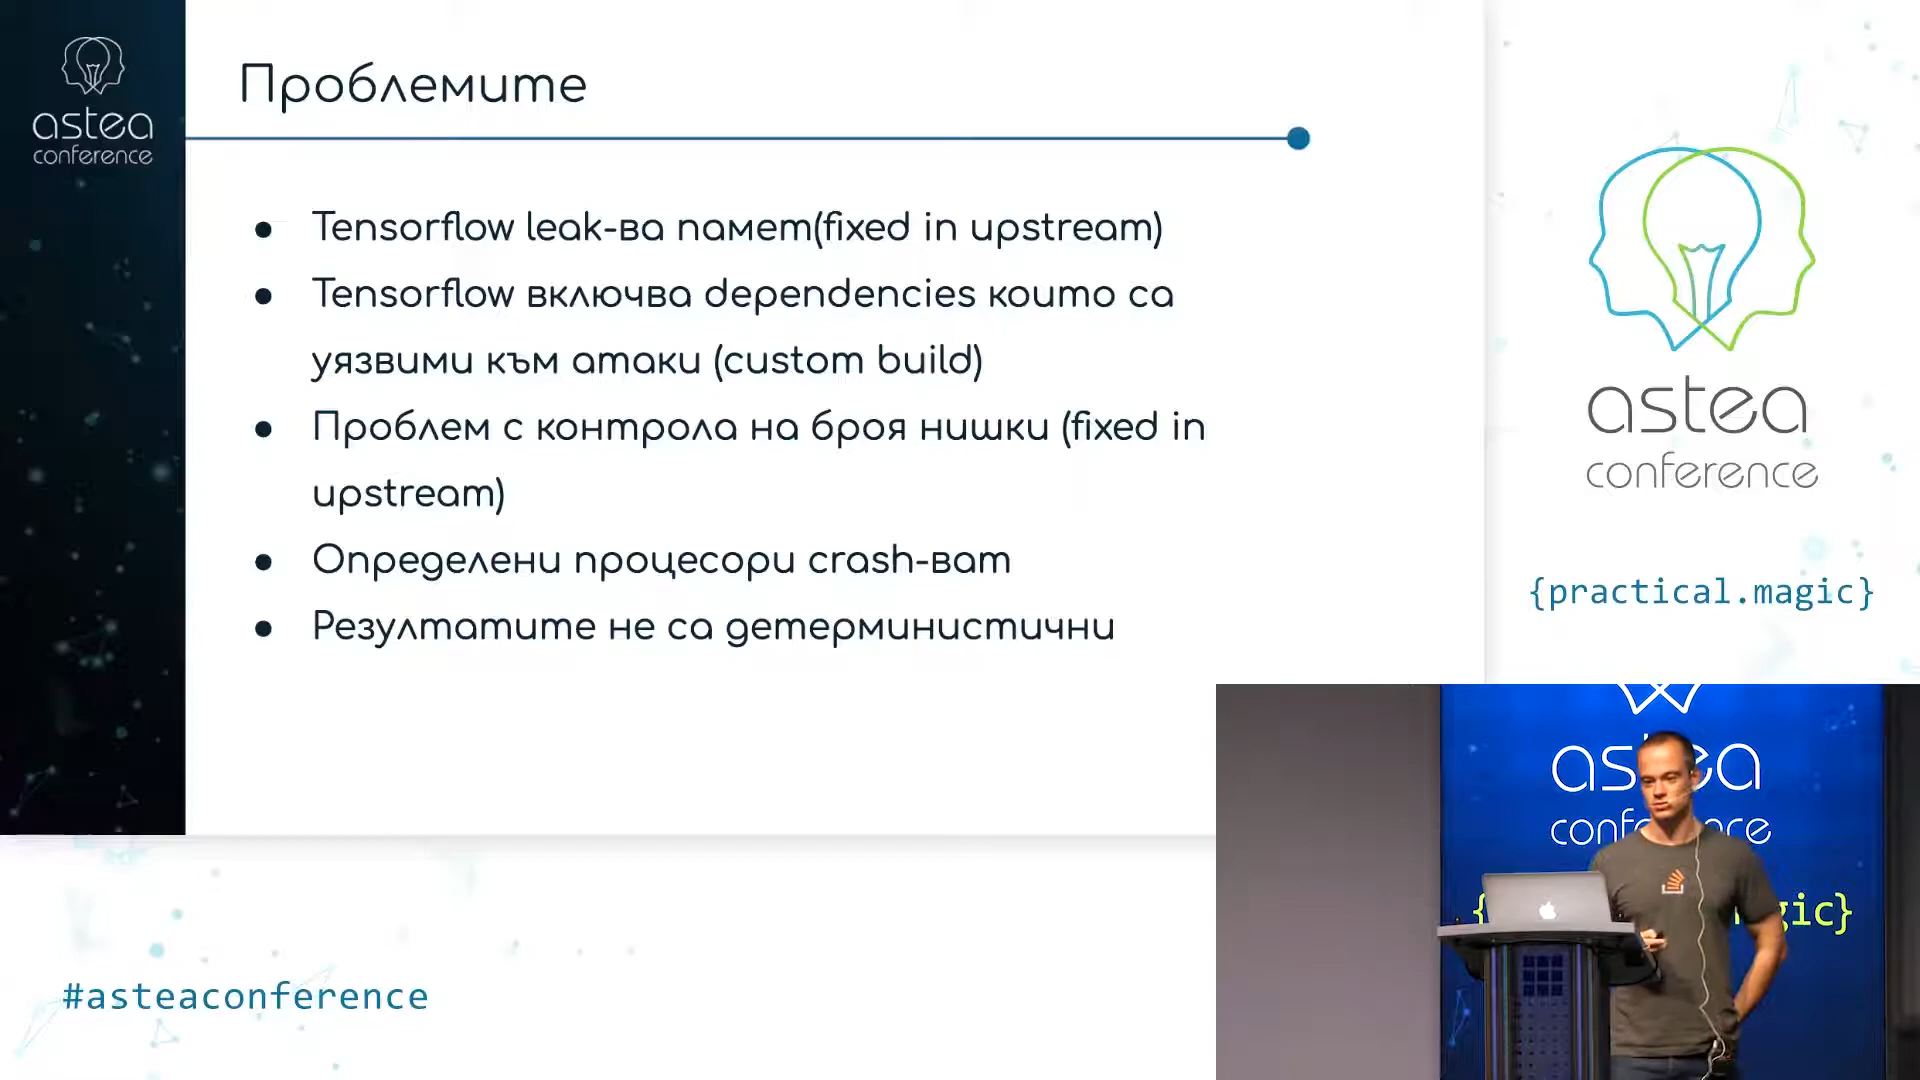 astea
conference
Проблемите
Tensorflow leak-ва памет(fixed in upstream)
Tensorflow включва dependencies които са
уязвими към атаки (custom build)
Проблем с контрола на броя нишки (fixed in
upstream)
Определени процесори crash-ват
Резултатите не са детерминистични
astea
conference
{practical.magic}
#asteaconference